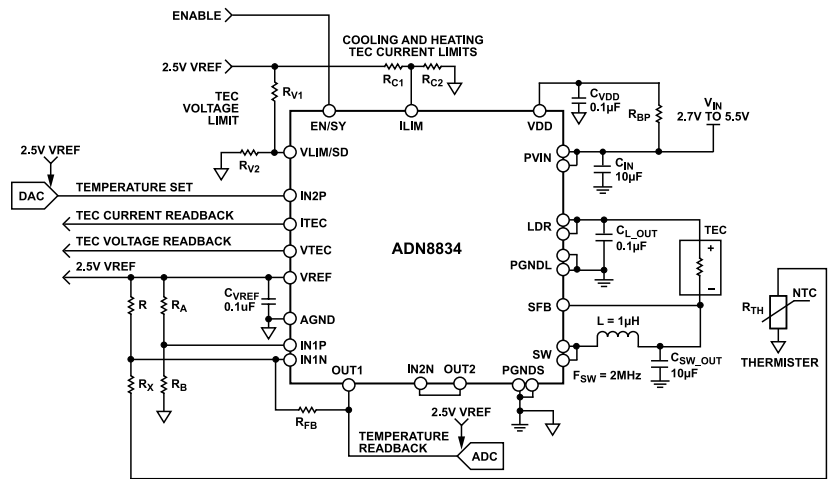 ENABLE
COOLING AND HEATING
TEC CURRENT LIMITS
2.5V VREF
RC1
RC2
RV1
TEC
VOLTAGE
LIMIT
RV2
CVDD
0.1µF
RBP
VIN
2.7V TO 5.5V
EN/SY
ILIM
VDD
VLIM/SD
PVIN
CIN
10µF
2.5V VREF
DAC
TEMPERATURE SET
IN2P
TEC CURRENT READBACK
ITEC
LDR
CL_OUT
0.1µF
TEC
+
–
TEC VOLTAGE READBACK
VTEC
ADN8834
PGNDL
2.5V VREF
VREF
CVREF
0.1uF
SFB
R
RA
AGND
L = 1µH
RTH
NTC
THERMISTER
IN1P
IN1N
SW
FSW = 2MHz
CSW_OUT
10µF
RX
RB
OUT1
IN2N
OUT2
PGNDS
RFB
2.5V VREF
TEMPERATURE
READBACK
ADC